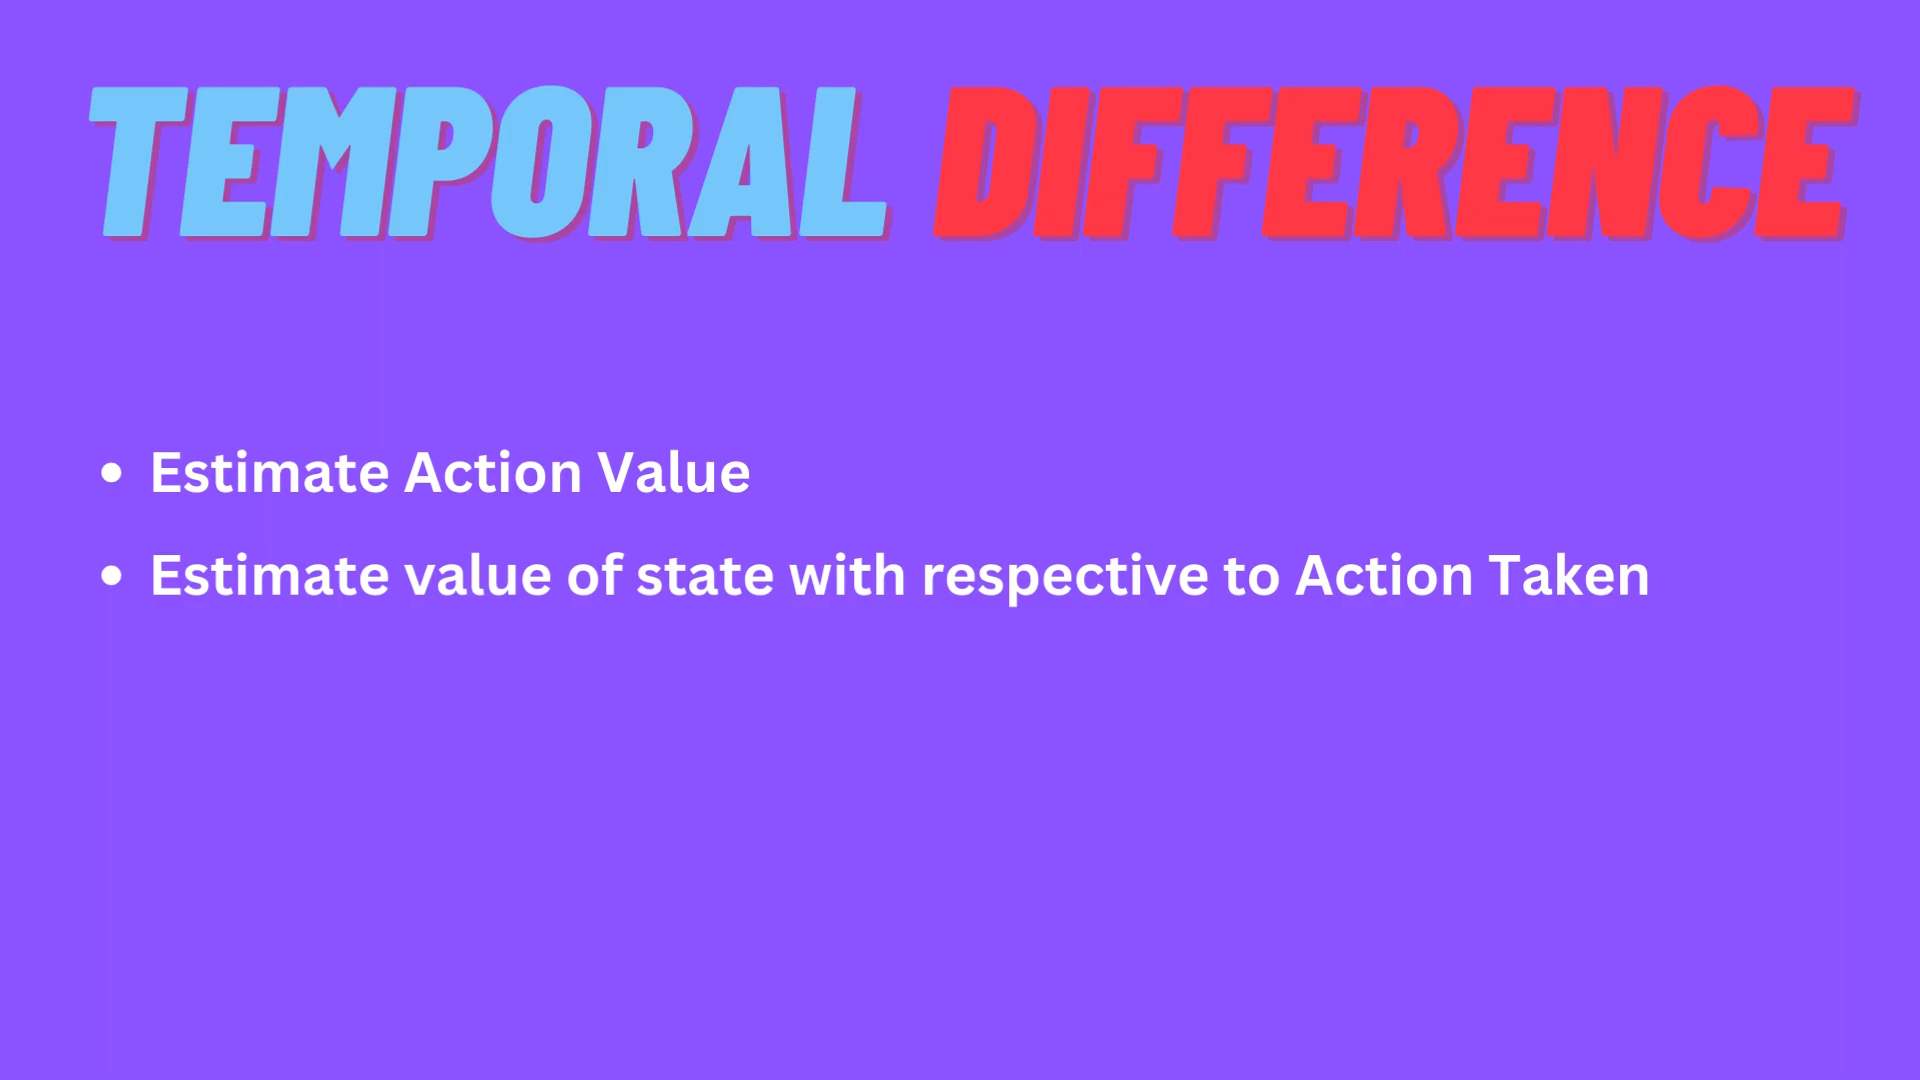 TEMPORAL DIFFERENCE
• Estimate Action Value
• Estimate value of state with respective to Action Taken